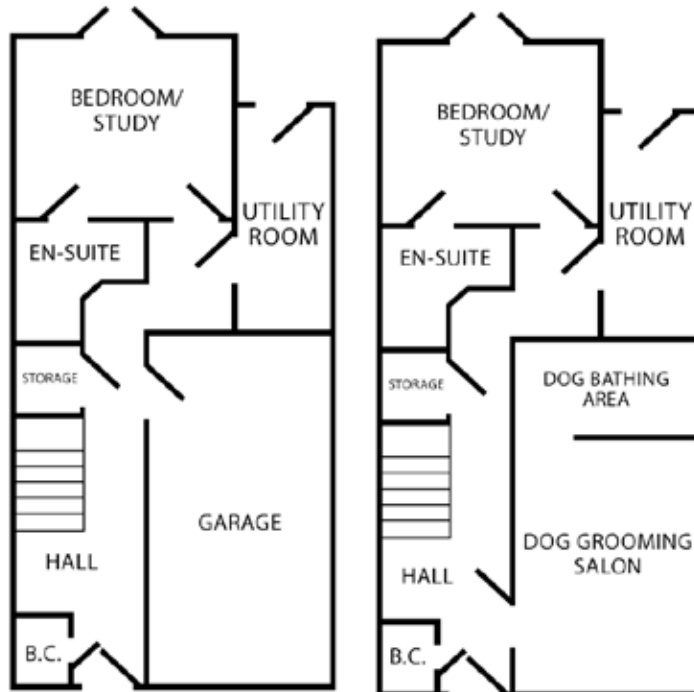 BEDROOM/
STUDY
UTILITY
ROOM
EN-SUITE
STORAGE
GARAGE
HALL
B.C.
BEDROOM/
STUDY
UTILITY
ROOM
EN-SUITE
STORAGE
DOG BATHING
AREA
DOG GROOMING
SALON
HALL
B.C.